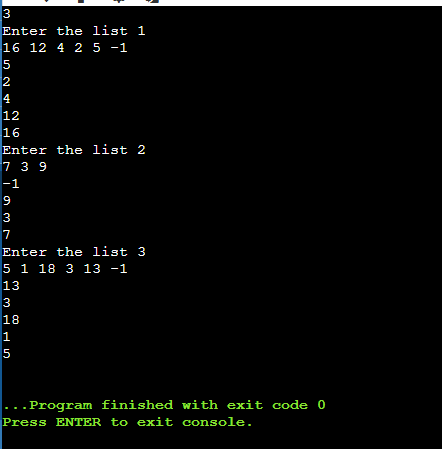 3
Enter the list 1
16 12 4 2 5 -1
5
2
4
12
16
Enter the list 2
7 3 9
-1
9
3
7
Enter the list 3
5 1 18 3 13 -1
13
3
18
1
5
...Program finished with exit code 0
Press ENTER to exit console.